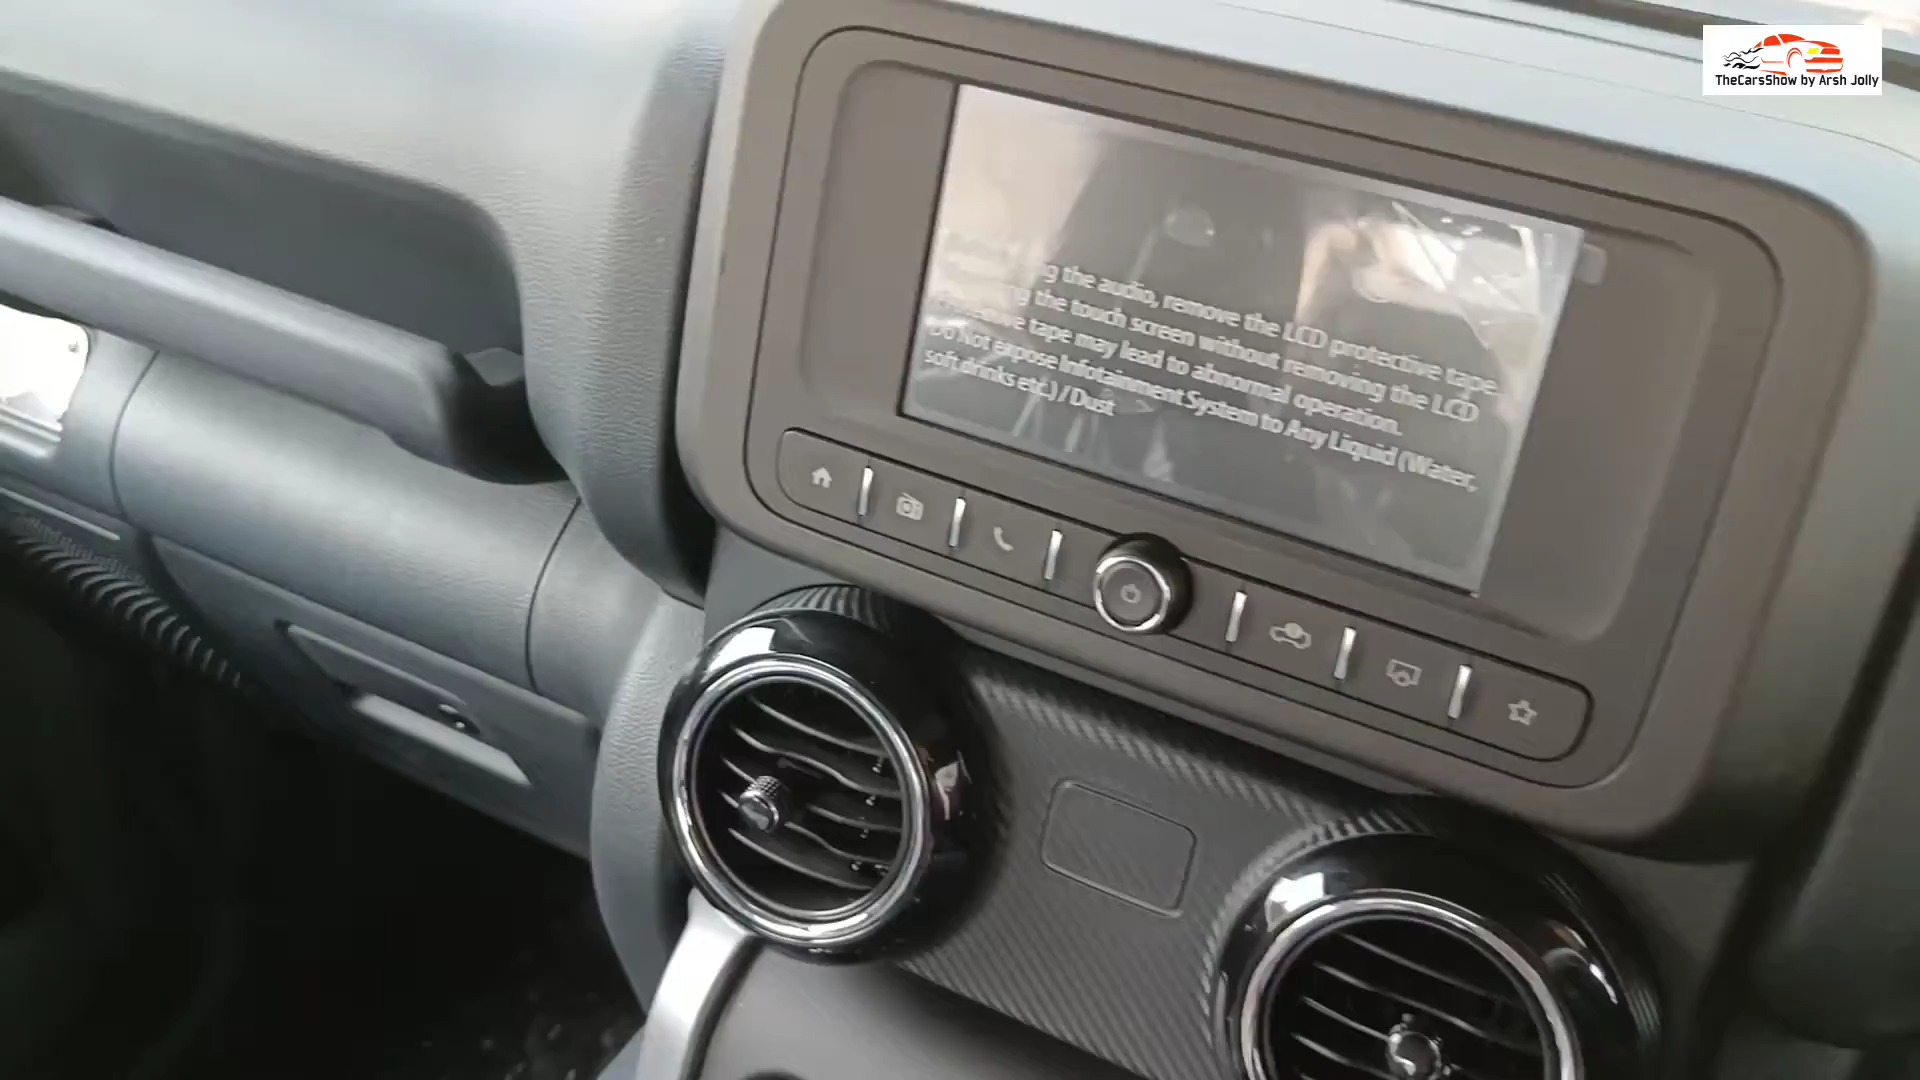 TheCarsShow by Arsh Jolly
the audio, remove the LCD protective tape
the touch screen without removing the LCD
tape may lead to abnormal operation.
Do Not expose Infotainment System to Any Liquid (Water,
soft drinks etc.) / Dust